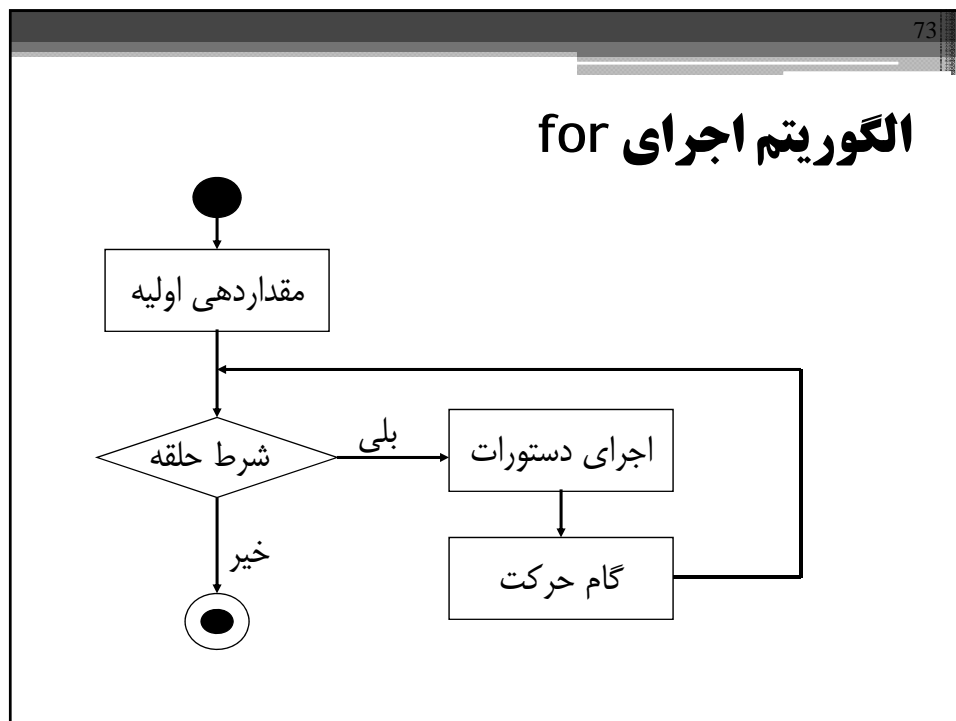 73
الگوریتم اجرای for
مقداردهی اولیه
شرط حلقه
بلی
اجرای دستورات
گام حرکت
خیر